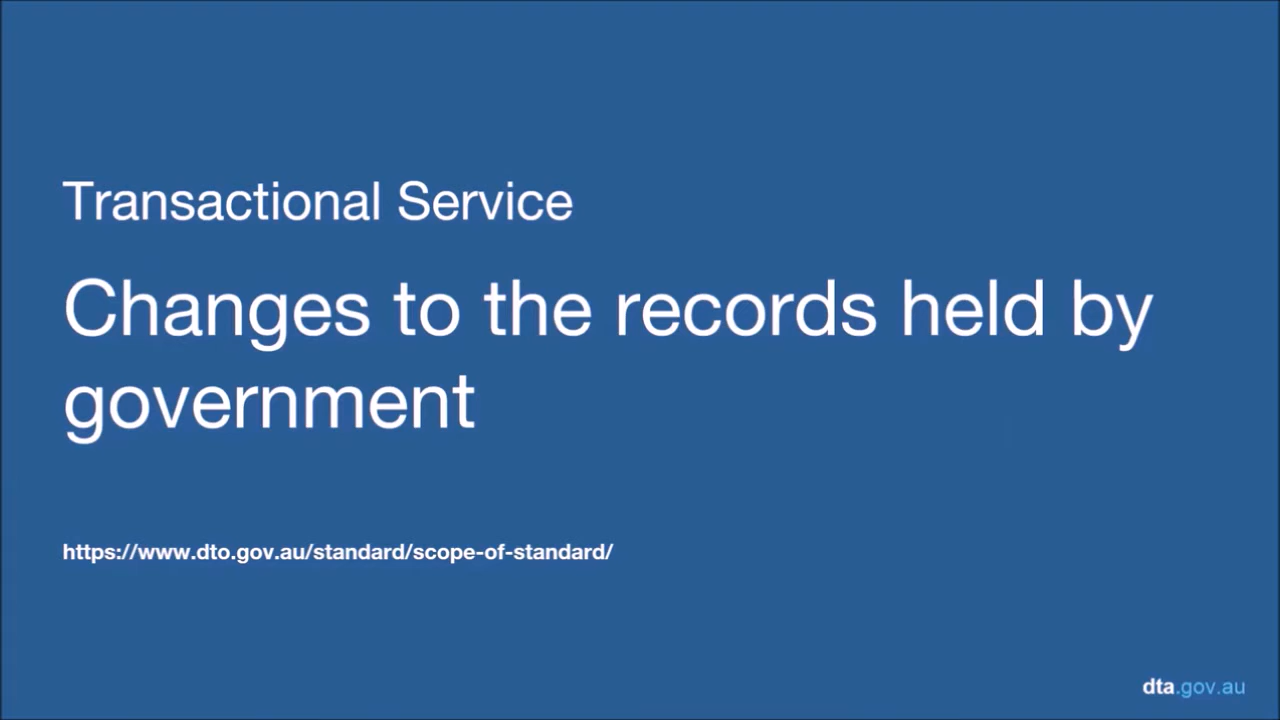 Transactional Service
Changes to the records held by
government
https://www.dto.gov.au/standard/scope-of-standard/
dta.gov.au